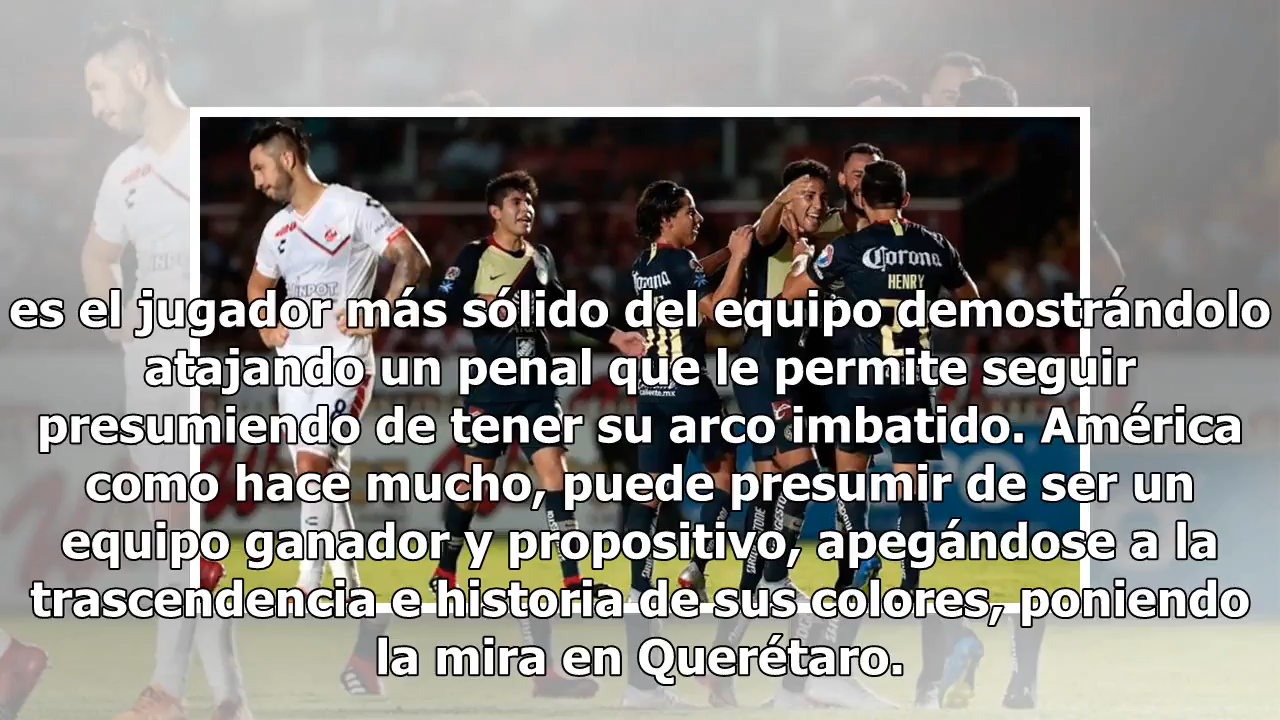 Corona
HENRY
es el jugador más sólido del equipo demostrándolo
atajando un penal que le permite seguir
presumiendo de tener su arco imbatido. América
como hace mucho, puede presumir de ser un
equipo ganador y propositivo, apegándose a la
trascendencia e historia de sus colores, poniendo
la mira en Querétaro.